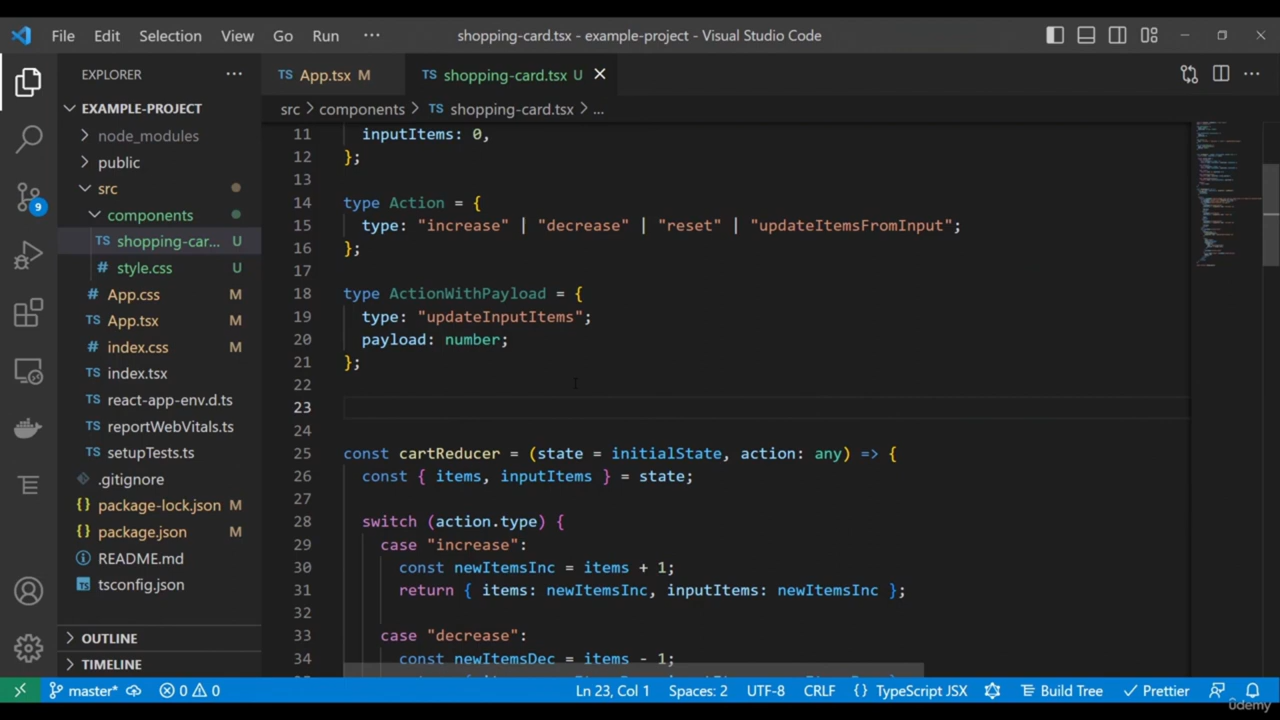 File Edit Selection View Go Run ··· shopping-card.tsx - example-project - Visual Studio Code
EXPLORER ···
App.tsx M
TS shopping-card.tsx U
src > components > TS shopping-card.tsx > ...
EXAMPLE-PROJECT
node_modules
public
src
components
TS shopping-car... U
# style.css U
# App.css M
TS App.tsx M
# index.css M
TS index.tsx
TS react-app-env.d.ts
TS reportWebVitals.ts
TS setupTests.ts
.gitignore
{} package-lock.json M
{} package.json M
README.md
TS tsconfig.json
OUTLINE
TIMELINE
9
11 inputItems: 0,
12 };
13
14 type Action = {
15 type: "increase" | "decrease" | "reset" | "updateItemsFromInput";
16 };
17
18 type ActionWithPayload = {
19 type: "updateInputItems";
20 payload: number;
21 };
22
23
24
25 const cartReducer = (state = initialState, action: any) => {
26 const { items, inputItems } = state;
27
28 switch (action.type) {
29 case "increase":
30 const newItemsInc = items + 1;
31 return { items: newItemsInc, inputItems: newItemsInc };
32
33 case "decrease":
34 const newItemsDec = items - 1;
master* 0 0 Ln 23, Col 1 Spaces: 2 UTF-8 CRLF {} TypeScript JSX Build Tree Prettier
ûdemy